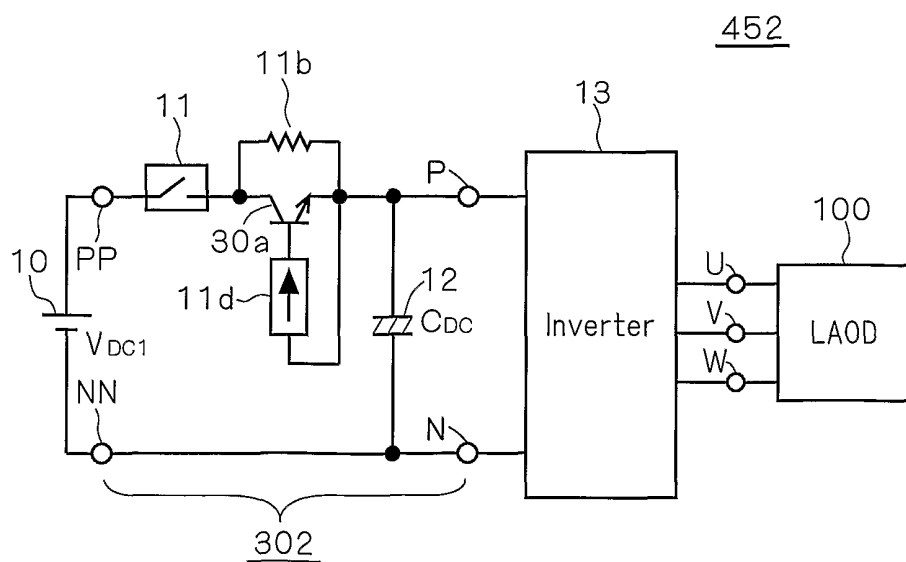 452
11b
11
13
P
PP
30a
100
10
11d
12
U
CDC
VDC1
Inverter
V
LAOD
W
NN
N
302